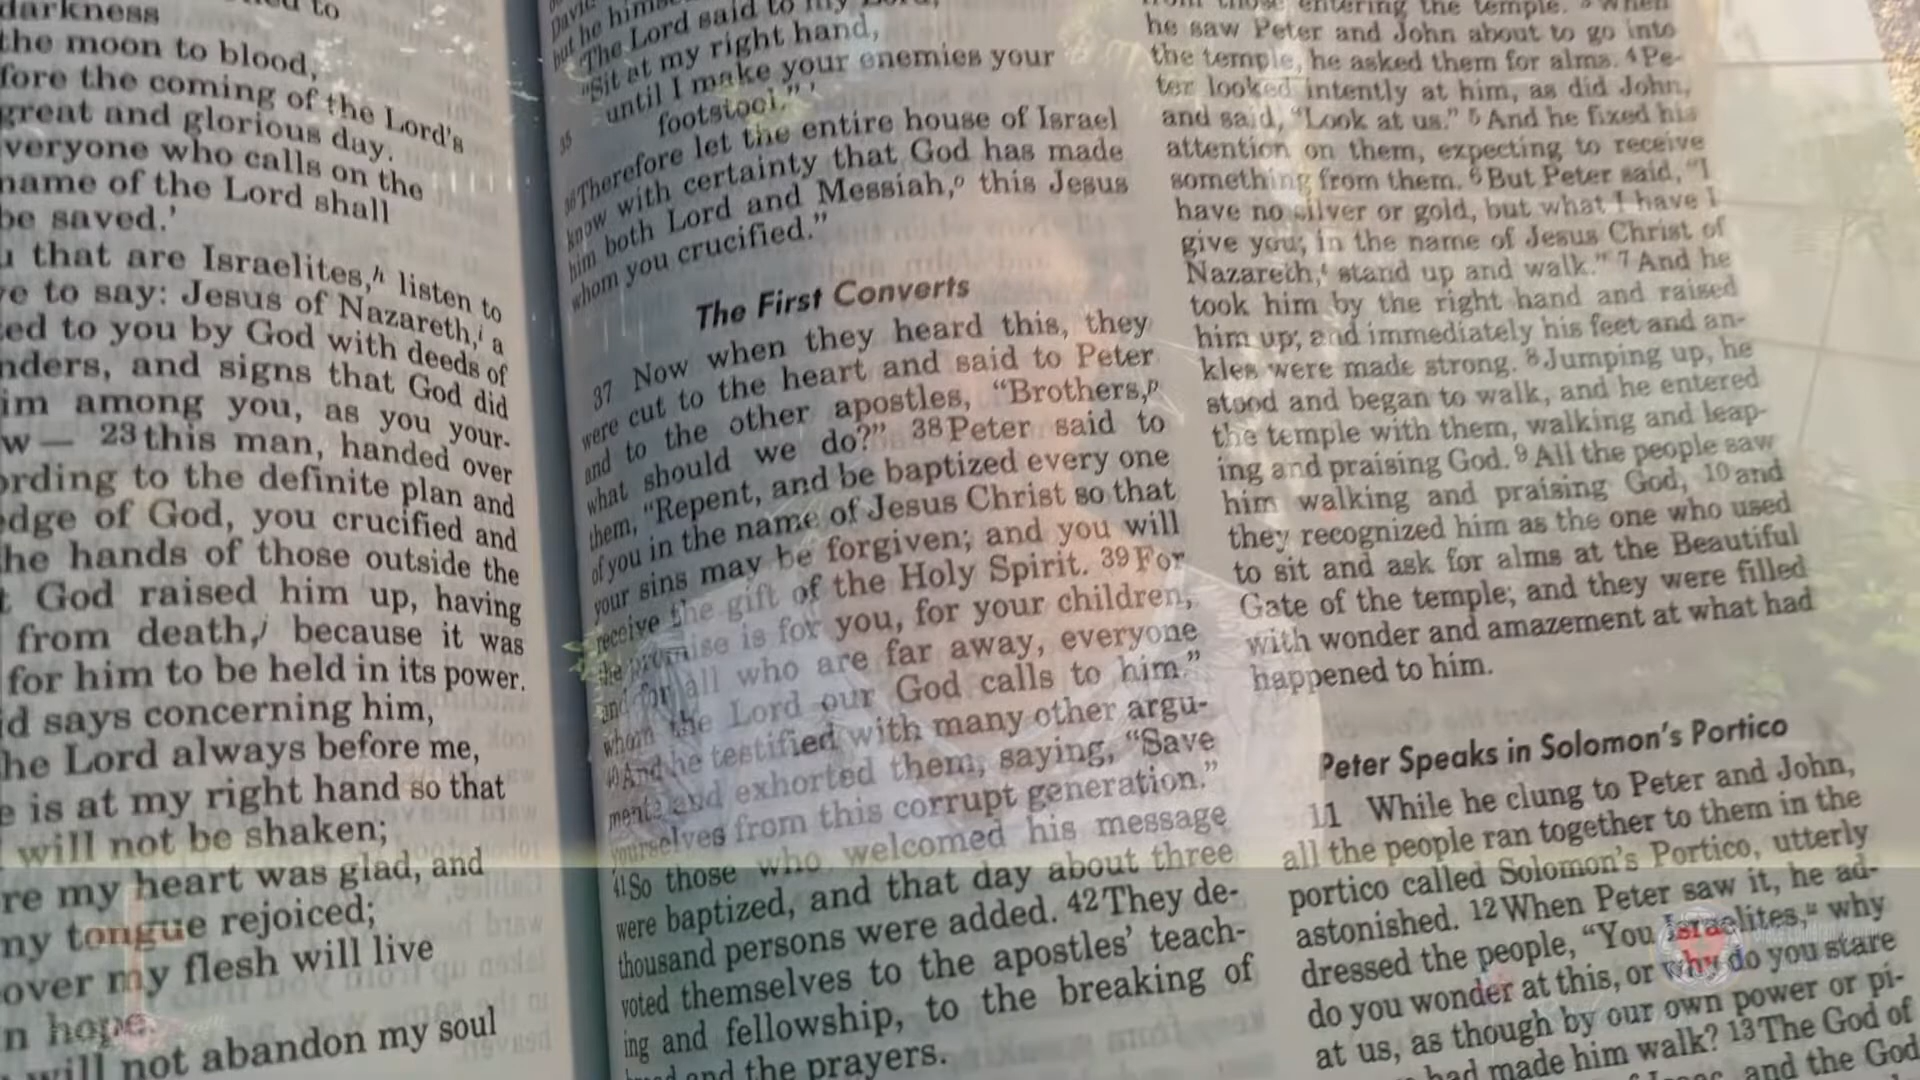 darkness
the moon to blood,
fore the coming of the Lord's
great and glorious day.
veryone who calls on the
name of the Lord shall
be saved.'
u that are Israelites,h listen to
ve to say: Jesus of Nazareth,i a
ed to you by God with deeds of
nders, and signs that God did
im among you, as you your-
w — 23 this man, handed over
ording to the definite plan and
edge of God, you crucified and
he hands of those outside the
t God raised him up, having
from death,j because it was
for him to be held in its power.
id says concerning him,
he Lord always before me,
e is at my right hand so that
will not be shaken;
re my heart was glad, and
my tongue rejoiced;
over my flesh will live
n hope.
will not abandon my soul
but he himse
'The Lord said to my Lord,
"Sit at my right hand,
35 until I make your enemies your
footstool." '
36 Therefore let the entire house of Israel
know with certainty that God has made
him both Lord and Messiah,o this Jesus
whom you crucified."
The First Converts
37 Now when they heard this, they
were cut to the heart and said to Peter
and to the other apostles, "Brothers,p
what should we do?" 38 Peter said to
them, "Repent, and be baptized every one
of you in the name of Jesus Christ so that
your sins may be forgiven; and you will
receive the gift of the Holy Spirit. 39 For
the promise is for you, for your children,
and for all who are far away, everyone
whom the Lord our God calls to him."
40 And he testified with many other argu-
ments and exhorted them, saying, "Save
yourselves from this corrupt generation."
41 So those who welcomed his message
were baptized, and that day about three
thousand persons were added. 42 They de-
voted themselves to the apostles' teach-
ing and fellowship, to the breaking of
and the prayers.
from those entering the temple. 3 When
he saw Peter and John about to go into
the temple, he asked them for alms. 4 Pe-
ter looked intently at him, as did John,
and said, "Look at us." 5 And he fixed his
attention on them, expecting to receive
something from them. 6 But Peter said, "I
have no silver or gold, but what I have I
give you; in the name of Jesus Christ of
Nazareth,t stand up and walk." 7 And he
took him by the right hand and raised
him up; and immediately his feet and an-
kles were made strong. 8 Jumping up, he
stood and began to walk, and he entered
the temple with them, walking and leap-
ing and praising God. 9 All the people saw
him walking and praising God, 10 and
they recognized him as the one who used
to sit and ask for alms at the Beautiful
Gate of the temple; and they were filled
with wonder and amazement at what had
happened to him.
Peter Speaks in Solomon's Portico
11 While he clung to Peter and John,
all the people ran together to them in the
portico called Solomon's Portico, utterly
astonished. 12 When Peter saw it, he ad-
dressed the people, "You Israelites,u why
do you wonder at this, or why do you stare
at us, as though by our own power or pi-
had made him walk? 13 The God of
and the God